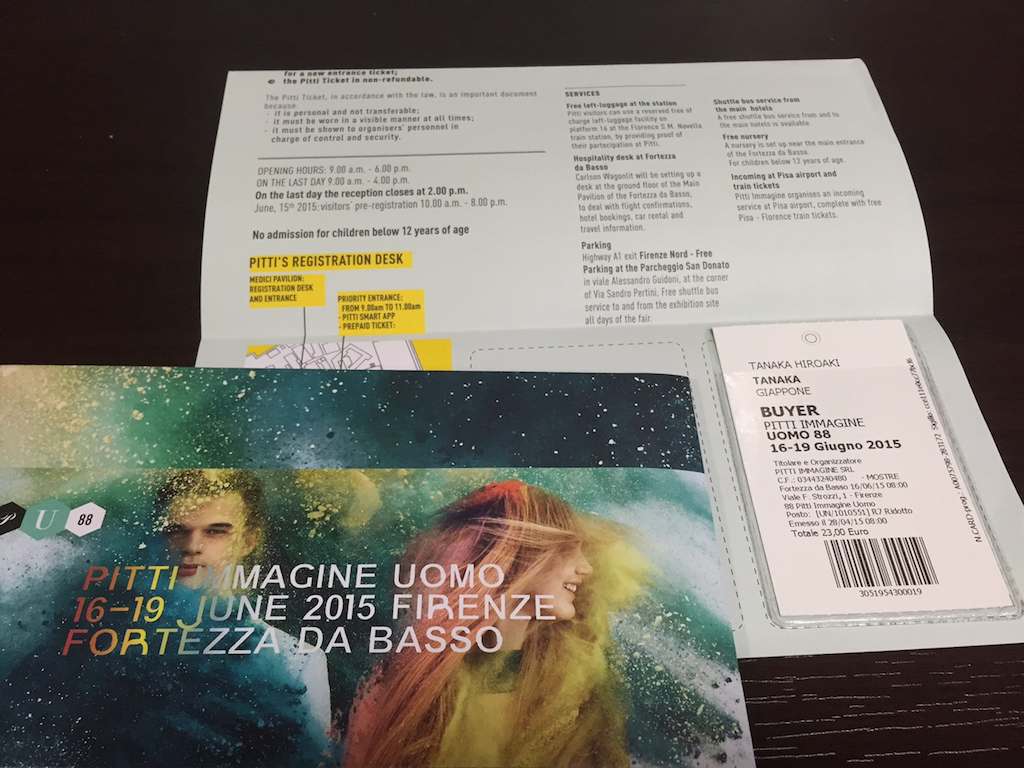 for a new entrance ticket;
the Pitti Ticket in non-refundable.
The Pitti Ticket, in accordance with the law, is an important document
because
- it is personal and not transferable;
- it must be worn in a visible manner at all times;
- it must be shown to organisers' personnel in
charge of control and security.
OPENING HOURS: 9.00 a.m. - 6.00 p.m.
ON THE LAST DAY 9.00 a.m. - 4.00 p.m.
On the last day the reception closes at 2.00 p.m.
June, 15th 2015: visitors' pre-registration 10.00 a.m. - 8.00 p.m.
No admission for children below 12 years of age
PITTI'S REGISTRATION DESK
MEDICI PAVILION:
REGISTRATION DESK
AND ENTRANCE
PRIORITY ENTRANCE:
FROM 9.00am TO 11.00am
- PITTI SMART APP
- PREPAID TICKET:
SERVICES
Free left-luggage at the station
Pitti visitors can use a reserved free of
charge left-luggage facility on
platform 16 at the Florence S.M. Novella
train station, by providing proof of
their partecipation at Pitti.
Hospitality desk at Fortezza
da Basso
Carlson Wagonlit will be setting up a
desk at the ground floor of the Main
Pavilion of the Fortezza da Basso,
to deal with flight confirmations,
hotel bookings, car rental and
travel information.
Parking
Highway A1 exit Firenze Nord - Free
Parking at the Parcheggio San Donato
in viale Alessandro Guidoni, at the corner
of Via Sandro Pertini, Free shuttle bus
service to and from the exhibition site
all days of the fair.
Shuttle bus service from
the main hotels
A free shuttle bus service from and to
the main hotels is available
Free nursery
A nursery is set up near the main entrance
of the Fortezza da Basso.
For children below 12 years of age.
Incoming at Pisa airport and
train tickets
Pitti Immagine organises an incoming
service at Pisa airport, complete with free
Pisa - Florence train tickets.
TANAKA HIROAKI
TANAKA
GIAPPONE
BUYER
PITTI IMMAGINE
UOMO 88
16-19 Giugno 2015
Titolare e Organizzatore
PITTI IMMAGINE SRL
C.F.: 03443240480 - MOSTRE
Fortezza da Basso 16/06/15 08:00
Viale F. Strozzi, 1 - Firenze
88 Pitti Immagine Uomo
Posto: [UN|1010551] R7 Ridotto
Emesso il 28/04/15 08:00
Totale 23,00 Euro
3051954300019
P U 88
PITTI IMMAGINE UOMO
16–19 JUNE 2015 FIRENZE
FORTEZZA DA BASSO